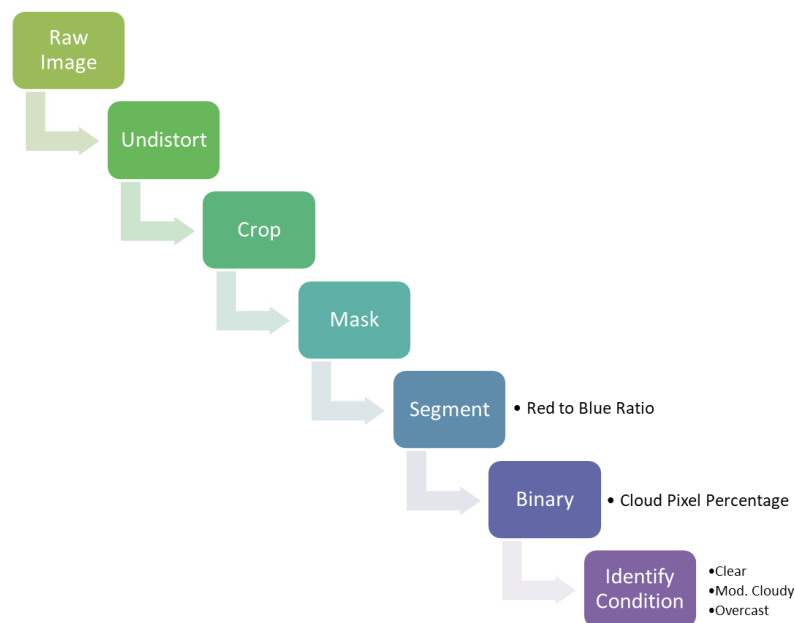 Raw
Image
Undistort
Crop
Mask
Segment
• Red to Blue Ratio
Binary
• Cloud Pixel Percentage
Identify
Condition
•Clear
•Mod. Cloudy
•Overcast